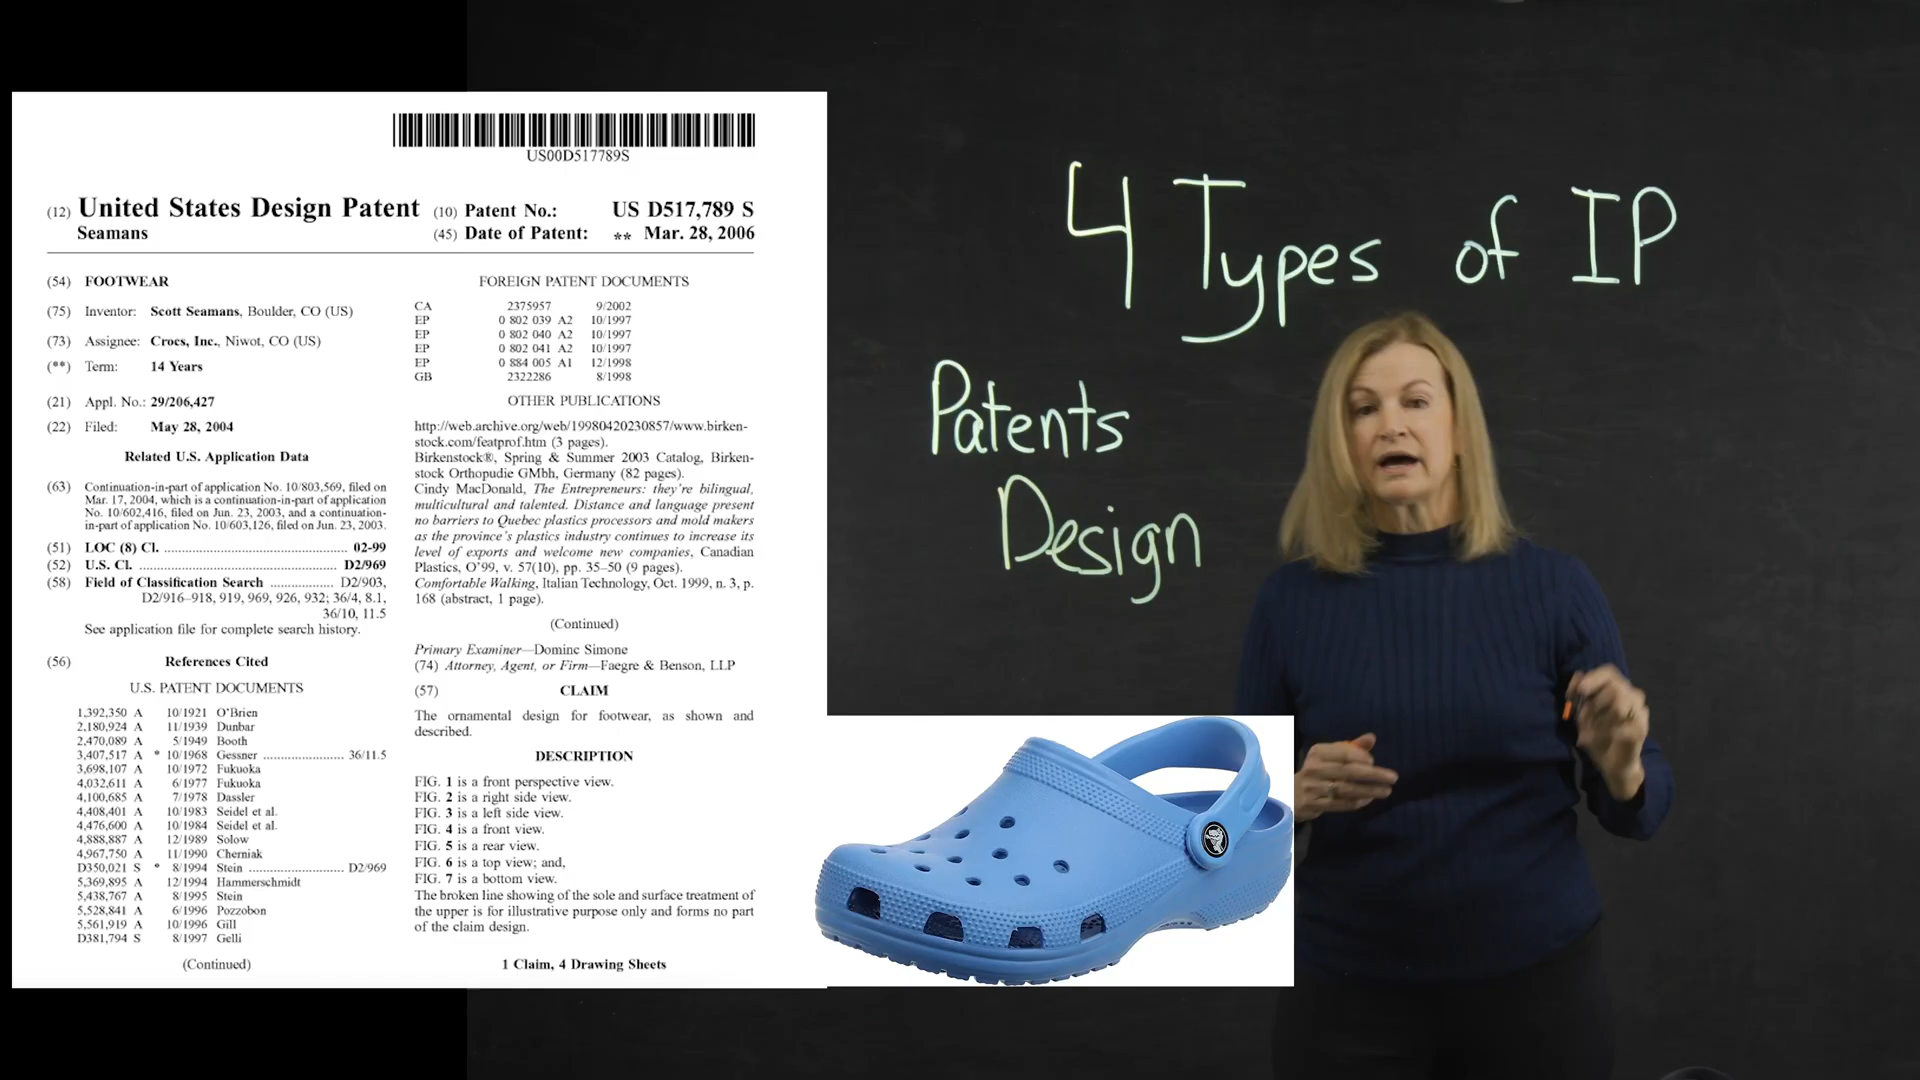 US00D517789S
(12) United States Design Patent
Seamans
(10) Patent No.: US D517,789 S
(45) Date of Patent: ** Mar. 28, 2006
(54) FOOTWEAR
(75) Inventor: Scott Seamans, Boulder, CO (US)
(73) Assignee: Crocs, Inc., Niwot, CO (US)
(**) Term: 14 Years
(21) Appl. No.: 29/206,427
(22) Filed: May 28, 2004
Related U.S. Application Data
(63) Continuation-in-part of application No. 10/803,569, filed on
Mar. 17, 2004, which is a continuation-in-part of application
No. 10/602,416, filed on Jun. 23, 2003, and a continuation-
in-part of application No. 10/603,126, filed on Jun. 23, 2003.
(51) LOC (8) Cl. ................................................ 02-99
(52) U.S. Cl. ..................................................... D2/969
(58) Field of Classification Search ................ D2/903,
D2/916–918, 919, 969, 926, 932; 36/4, 8.1,
36/10, 11.5
See application file for complete search history.
(56) References Cited
U.S. PATENT DOCUMENTS
1,392,350 A 10/1921 O'Brien
2,180,924 A 11/1939 Dunbar
2,470,089 A 5/1949 Booth
3,407,517 A * 10/1968 Gessner ...................... 36/11.5
3,698,107 A 10/1972 Fukuoka
4,032,611 A 6/1977 Fukuoka
4,100,685 A 7/1978 Dassler
4,408,401 A 10/1983 Seidel et al.
4,476,600 A 10/1984 Seidel et al.
4,888,887 A 12/1989 Solow
4,967,750 A 11/1990 Cherniak
D350,021 S * 8/1994 Stein .......................... D2/969
5,369,895 A 12/1994 Hammerschmidt
5,438,767 A 8/1995 Stein
5,528,841 A 6/1996 Pozzobon
5,561,919 A 10/1996 Gill
D381,794 S 8/1997 Gelli
(Continued)
FOREIGN PATENT DOCUMENTS
CA 2375957 9/2002
EP 0 802 039 A2 10/1997
EP 0 802 040 A2 10/1997
EP 0 802 041 A2 10/1997
EP 0 884 005 A1 12/1998
GB 2322286 8/1998
OTHER PUBLICATIONS
http://web.archive.org/web/19980420230857/www.birken-
stock.com/featprof.htm (3 pages).
Birkenstock®, Spring & Summer 2003 Catalog, Birken-
stock Orthopudie GMbh, Germany (82 pages).
Cindy MacDonald, The Entrepreneurs: they're bilingual,
multicultural and talented. Distance and language present
no barriers to Quebec plastics processors and mold makers
as the province's plastics industry continues to increase its
level of exports and welcome new companies, Canadian
Plastics, O'99, v. 57(10), pp. 35–50 (9 pages).
Comfortable Walking, Italian Technology, Oct. 1999, n. 3, p.
168 (abstract, 1 page).
(Continued)
Primary Examiner—Dominc Simone
(74) Attorney, Agent, or Firm—Faegre & Benson, LLP
(57) CLAIM
The ornamental design for footwear, as shown and
described.
DESCRIPTION
FIG. 1 is a front perspective view.
FIG. 2 is a right side view.
FIG. 3 is a left side view.
FIG. 4 is a front view.
FIG. 5 is a rear view.
FIG. 6 is a top view; and,
FIG. 7 is a bottom view.
The broken line showing of the sole and surface treatment of
the upper is for illustrative purpose only and forms no part
of the claim design.
1 Claim, 4 Drawing Sheets
4 Types of IP
Patents
Design